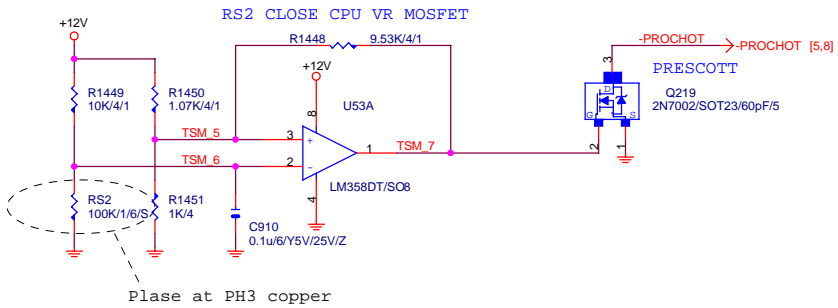 RS2 CLOSE CPU VR MOSFET
+12V
R1448
9.53K/4/1
-PROCHOT
-PROCHOT [5,8]
+12V
PRESCOTT
3
R1449
10K/4/1
R1450
1.07K/4/1
U53A
8
D
G
S
Q219
2N7002/SOT23/60pF/5
TSM_5
3
+
TSM_6
2
-
1
TSM_7
2
1
LM358DT/SO8
4
RS2
100K/1/6/S
R1451
1K/4
C910
0.1u/6/Y5V/25V/Z
Plase at PH3 copper